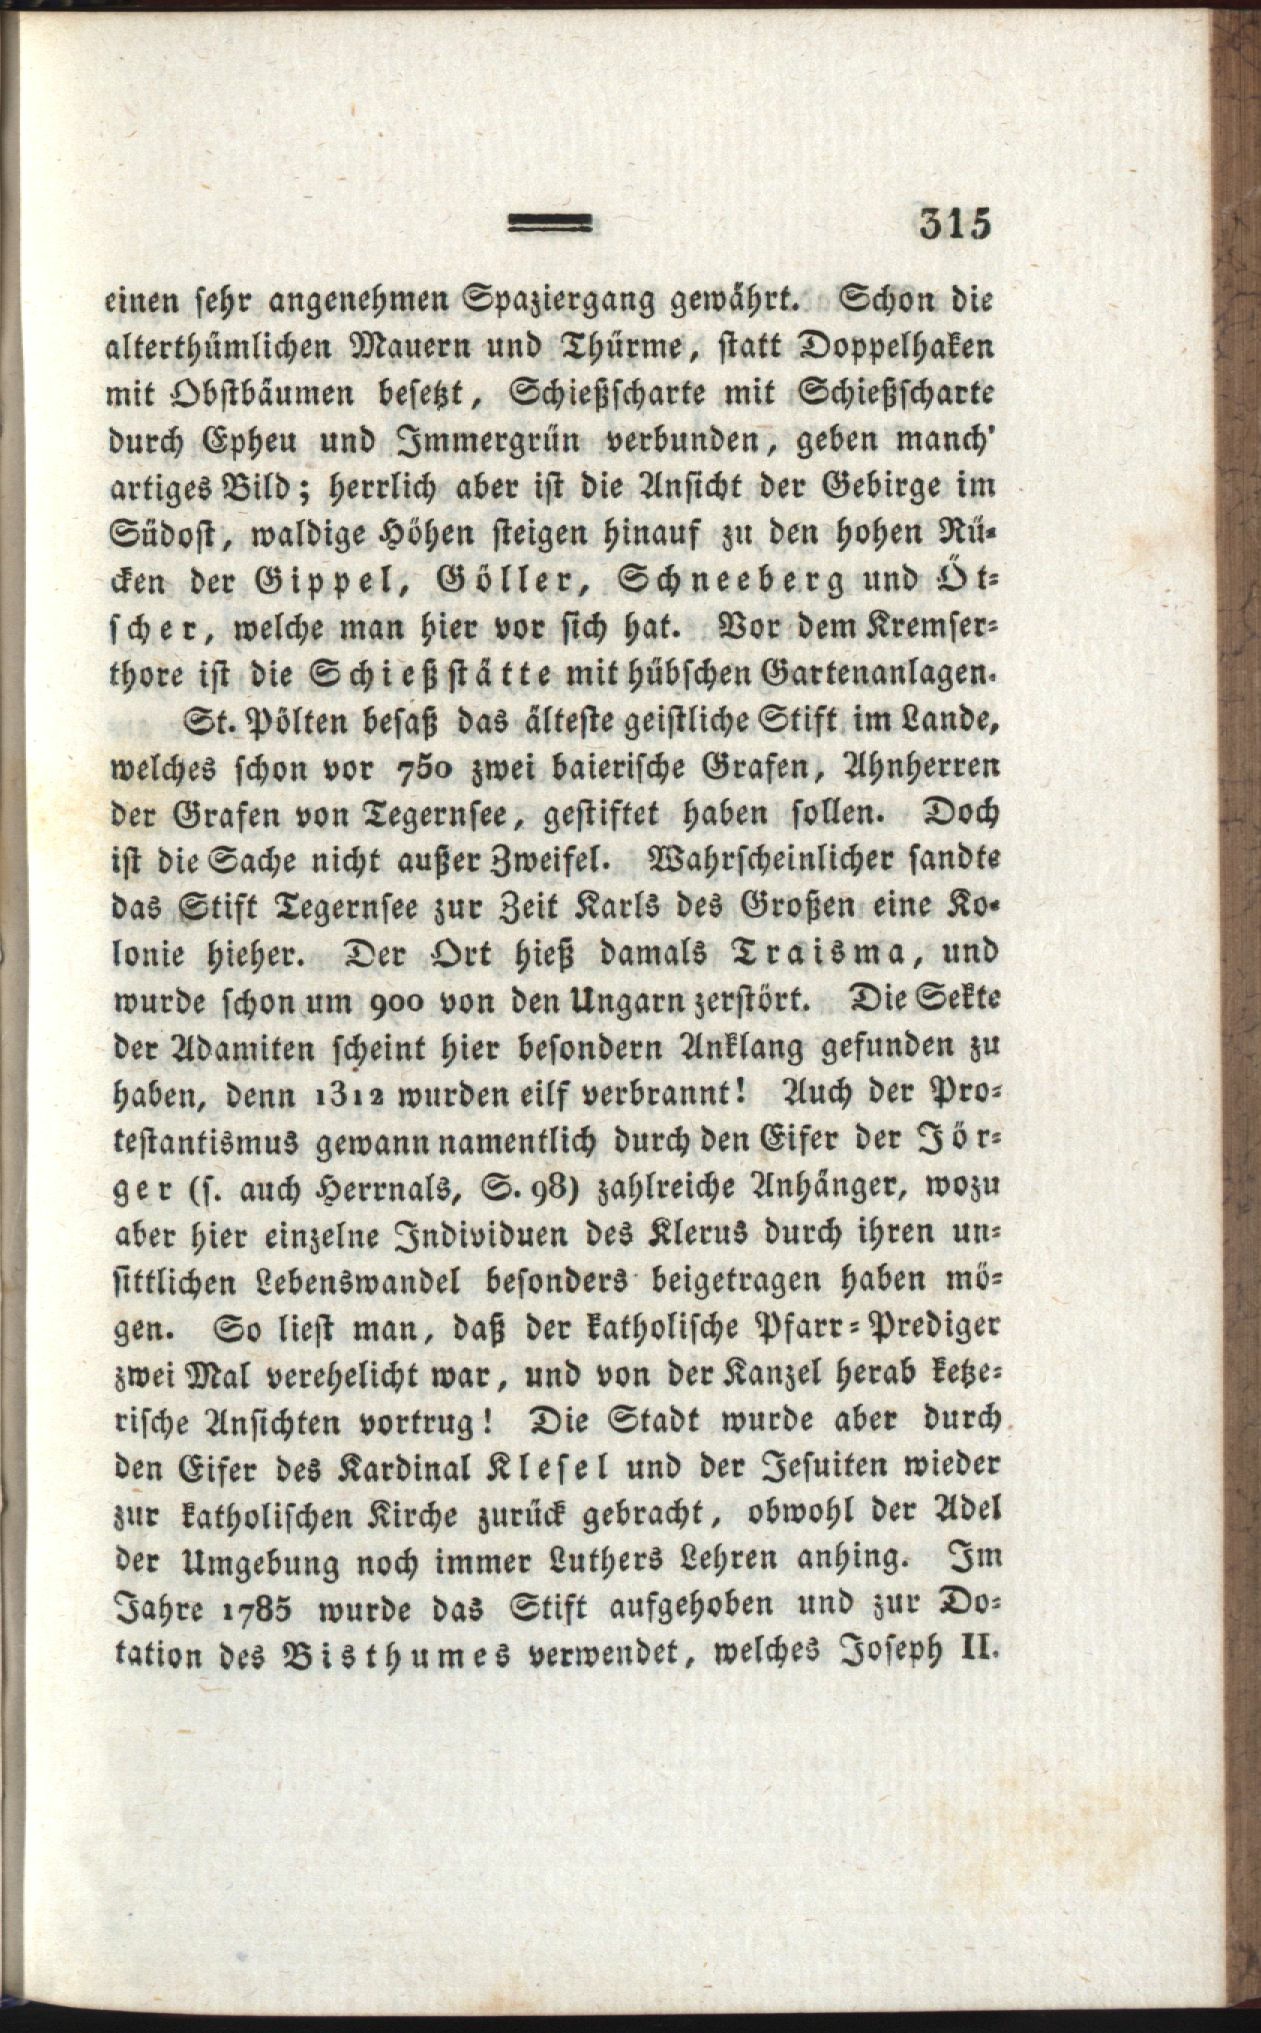 315
einen sehr angenehmen Spaziergang gewährt. Schon die
alterthümlichen Mauern und Thürme, statt Doppelhaken
mit Obstbäumen besetzt, Schießscharte mit Schießscharte
durch Epheu und Immergrün verbunden, geben manch'
artiges Bild; herrlich aber ist die Ansicht der Gebirge im
Südost, waldige Höhen steigen hinauf zu den hohen Rü-
cken der Gippel, Göller, Schneeberg und Öt-
scher, welche man hier vor sich hat. Vor dem Kremser-
thore ist die Schießstätte mit hübschen Gartenanlagen.
St. Pölten besaß das älteste geistliche Stift im Lande,
welches schon vor 750 zwei baierische Grafen, Ahnherren
der Grafen von Tegernsee, gestiftet haben sollen. Doch
ist die Sache nicht außer Zweifel. Wahrscheinlicher sandte
das Stift Tegernsee zur Zeit Karls des Großen eine Ko-
lonie hieher. Der Ort hieß damals Traisma, und
wurde schon um 900 von den Ungarn zerstört. Die Sekte
der Adamiten scheint hier besondern Anklang gefunden zu
haben, denn 1312 wurden eilf verbrannt! Auch der Pro-
testantismus gewann namentlich durch den Eifer der Jör-
ger (s. auch Herrnals, S. 98) zahlreiche Anhänger, wozu
aber hier einzelne Individuen des Klerus durch ihren un-
sittlichen Lebenswandel besonders beigetragen haben mö-
gen. So liest man, daß der katholische Pfarr-Prediger
zwei Mal verehelicht war, und von der Kanzel herab ketze-
rische Ansichten vortrug! Die Stadt wurde aber durch
den Eifer des Kardinal Klesel und der Jesuiten wieder
zur katholischen Kirche zurück gebracht, obwohl der Adel
der Umgebung noch immer Luthers Lehren anhing. Im
Jahre 1785 wurde das Stift aufgehoben und zur Do-
tation des Bisthumes verwendet, welches Joseph II.